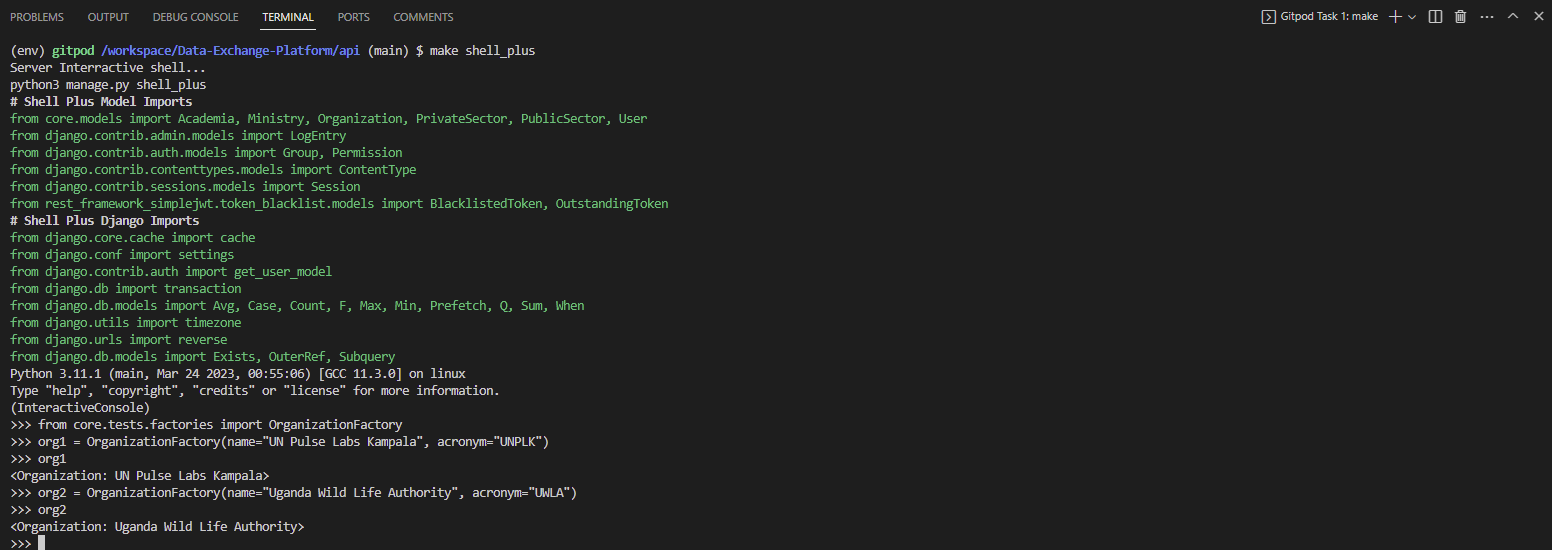 PROBLEMS OUTPUT DEBUG CONSOLE TERMINAL PORTS COMMENTS Gitpod Task 1: make
(env) gitpod /workspace/Data-Exchange-Platform/api (main) $ make shell_plus
Server Interractive shell...
python3 manage.py shell_plus
# Shell Plus Model Imports
from core.models import Academia, Ministry, Organization, PrivateSector, PublicSector, User
from django.contrib.admin.models import LogEntry
from django.contrib.auth.models import Group, Permission
from django.contrib.contenttypes.models import ContentType
from django.contrib.sessions.models import Session
from rest_framework_simplejwt.token_blacklist.models import BlacklistedToken, OutstandingToken
# Shell Plus Django Imports
from django.core.cache import cache
from django.conf import settings
from django.contrib.auth import get_user_model
from django.db import transaction
from django.db.models import Avg, Case, Count, F, Max, Min, Prefetch, Q, Sum, When
from django.utils import timezone
from django.urls import reverse
from django.db.models import Exists, OuterRef, Subquery
Python 3.11.1 (main, Mar 24 2023, 00:55:06) [GCC 11.3.0] on linux
Type "help", "copyright", "credits" or "license" for more information.
(InteractiveConsole)
>>> from core.tests.factories import OrganizationFactory
>>> org1 = OrganizationFactory(name="UN Pulse Labs Kampala", acronym="UNPLK")
>>> org1
<Organization: UN Pulse Labs Kampala>
>>> org2 = OrganizationFactory(name="Uganda Wild Life Authority", acronym="UWLA")
>>> org2
<Organization: Uganda Wild Life Authority>
>>>